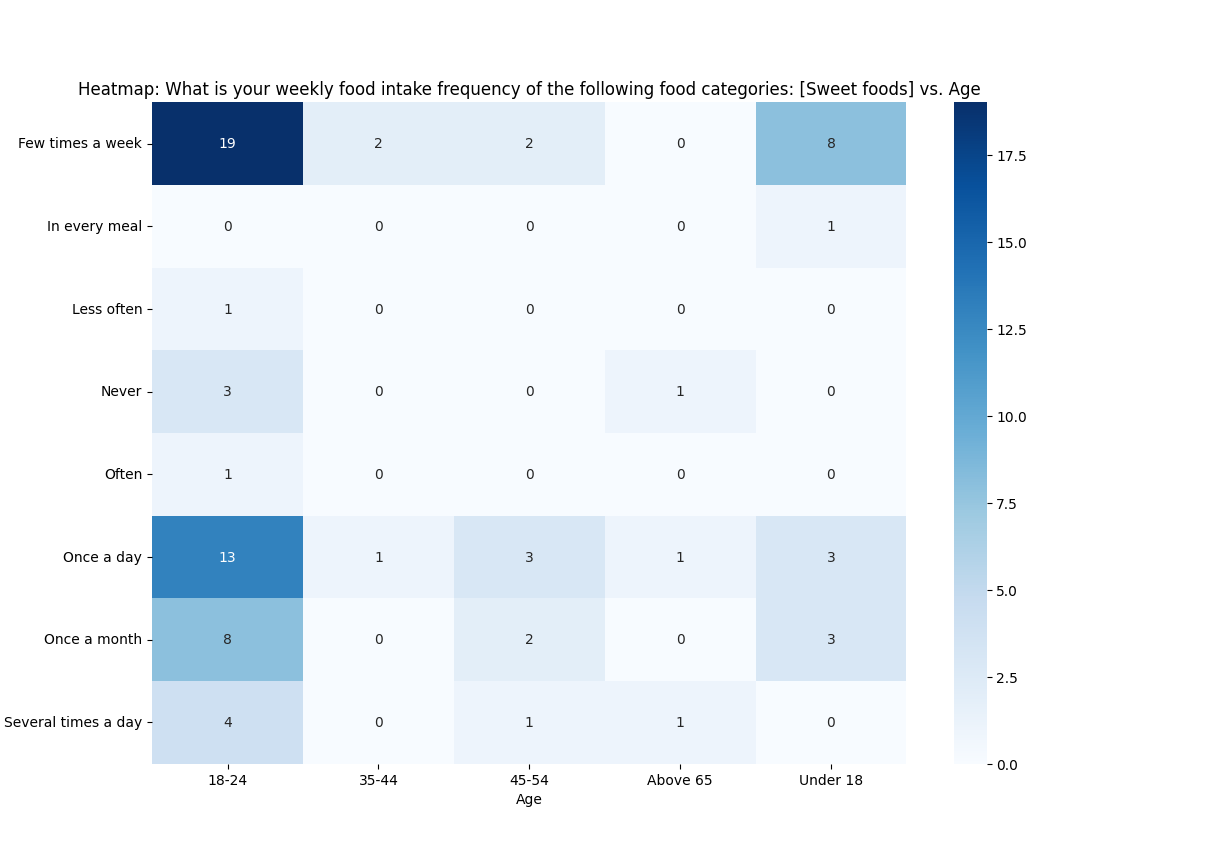 Heatmap: What is your weekly food intake frequency of the following food categories: [Sweet foods] vs. Age
Few times a week 19 2 2 0 8
In every meal 0 0 0 0 1
Less often 1 0 0 0 0
Never 3 0 0 1 0
Often 1 0 0 0 0
Once a day 13 1 3 1 3
Once a month 8 0 2 0 3
Several times a day 4 0 1 1 0
18-24 35-44 45-54 Above 65 Under 18
Age
17.5
15.0
12.5
10.0
7.5
5.0
2.5
0.0